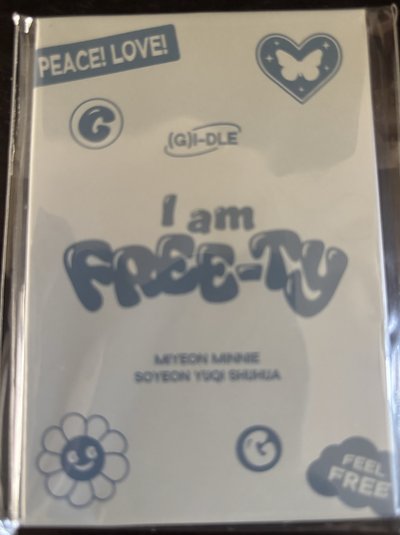 PEACE! LOVE!
G
(G)I-DLE
I am
FREE-TY
MIYEON MINNIE
SOYEON YUQI SHUHUA
G
FEEL
FREE